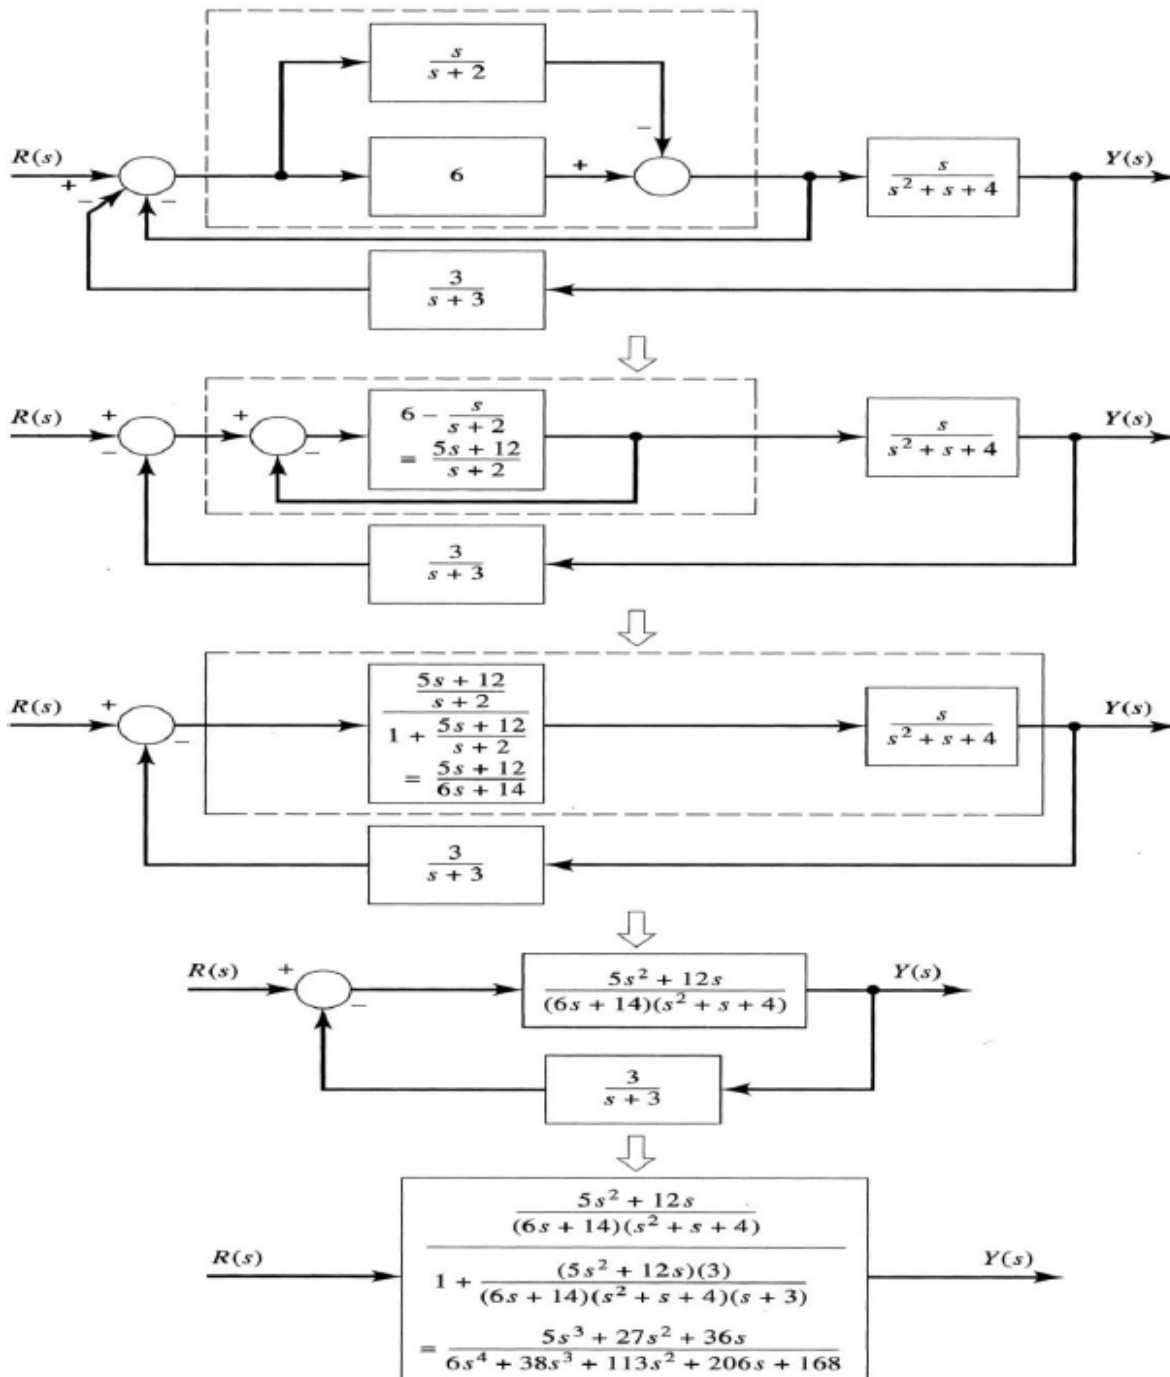 s
s + 2
−
R(s)
+
−
−
6
+
s
s² + s + 4
Y(s)
3
s + 3
R(s)
+
−
+
−
6 − s
s + 2
= 5s + 12
s + 2
s
s² + s + 4
Y(s)
3
s + 3
R(s)
+
−
5s + 12
s + 2
1 + 5s + 12
s + 2
= 5s + 12
6s + 14
s
s² + s + 4
Y(s)
3
s + 3
R(s)
+
−
5s² + 12s
(6s + 14)(s² + s + 4)
Y(s)
3
s + 3
R(s)
5s² + 12s
(6s + 14)(s² + s + 4)
1 + (5s² + 12s)(3)
(6s + 14)(s² + s + 4)(s + 3)
= 5s³ + 27s² + 36s
6s⁴ + 38s³ + 113s² + 206s + 168
Y(s)